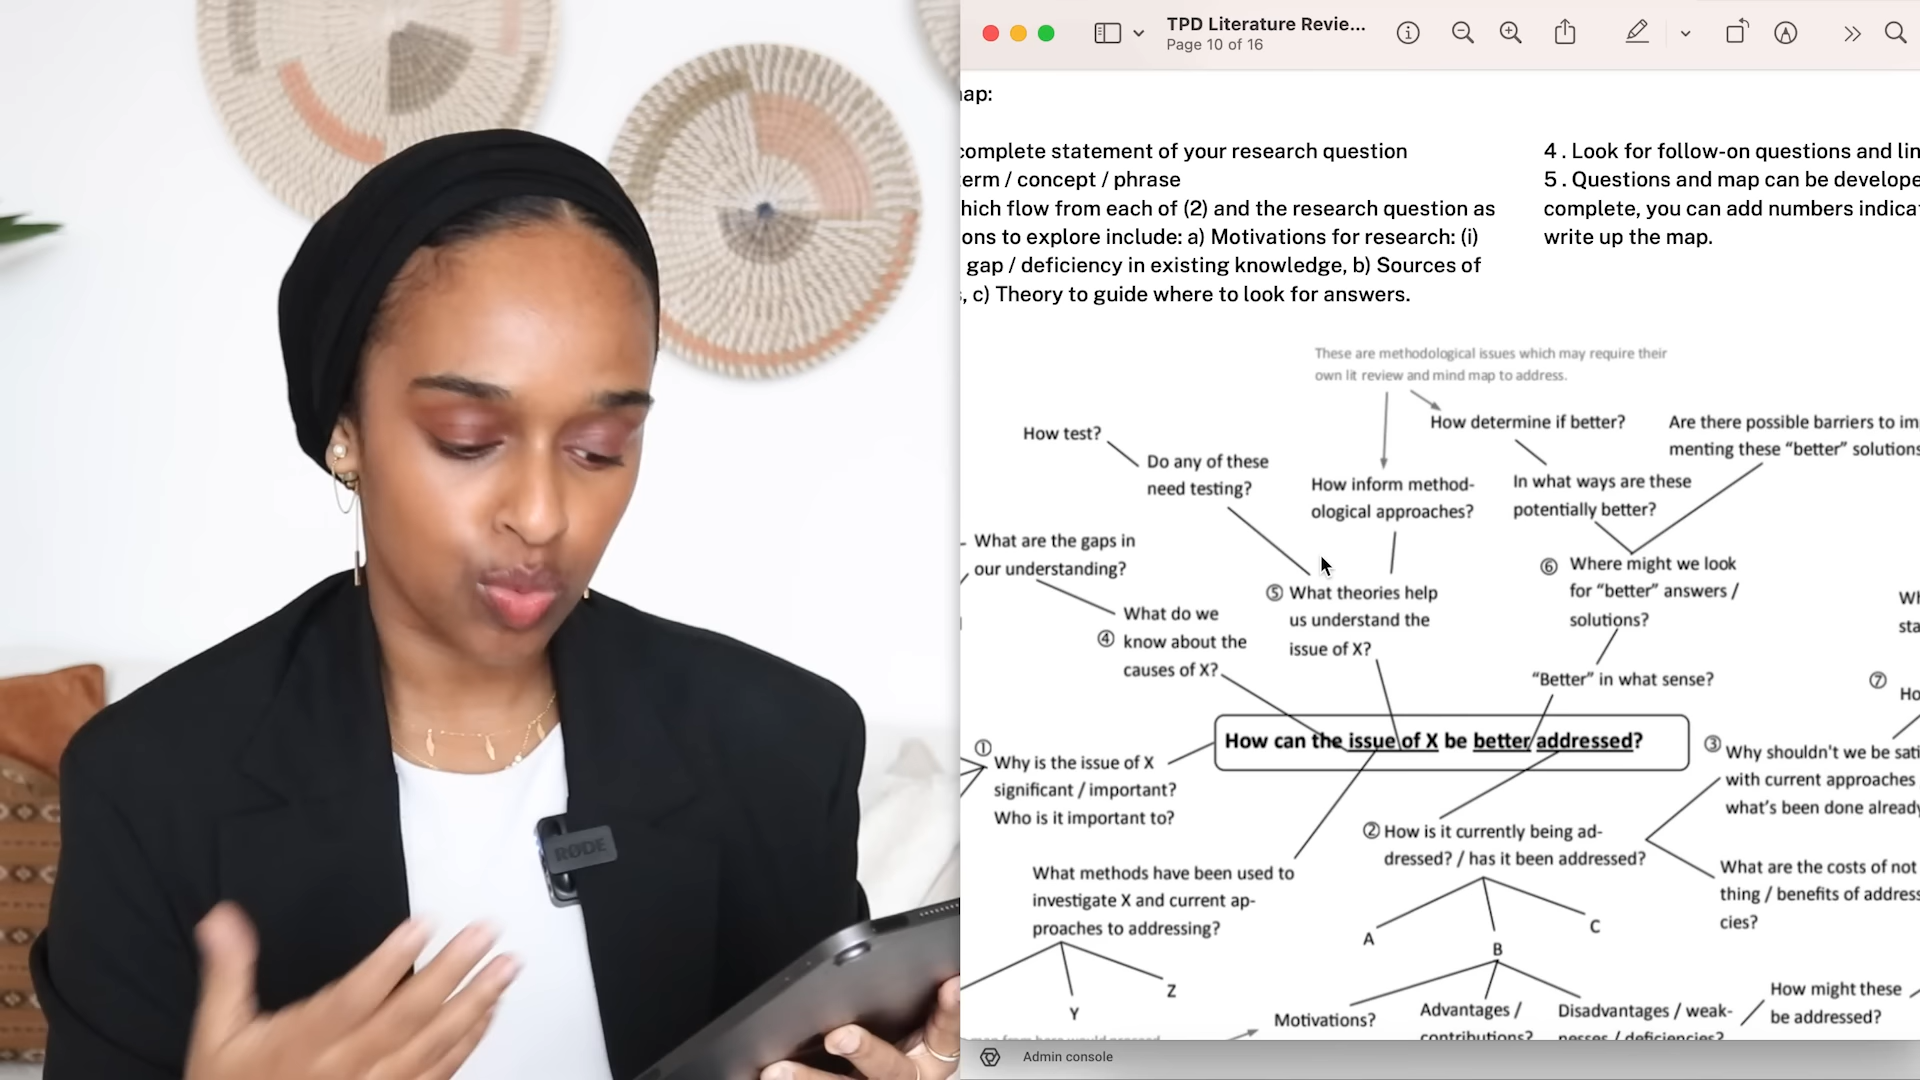 TPD Literature Revie...
Page 10 of 16
map:
complete statement of your research question
term / concept / phrase
which flow from each of (2) and the research question as
ons to explore include: a) Motivations for research: (i)
gap / deficiency in existing knowledge, b) Sources of
, c) Theory to guide where to look for answers.
4 . Look for follow-on questions and lin
5 . Questions and map can be develope
complete, you can add numbers indica
write up the map.
These are methodological issues which may require their
own lit review and mind map to address.
How test?
Do any of these
need testing?
How inform method-
ological approaches?
How determine if better?
In what ways are these
potentially better?
Are there possible barriers to im
menting these “better” solutions
What are the gaps in
our understanding?
④ What do we
know about the
causes of X?
⑤ What theories help
us understand the
issue of X?
⑥ Where might we look
for “better” answers /
solutions?
“Better” in what sense?
Wh
sta
⑦
Ho
How can the issue of X be better addressed?
① Why is the issue of X
significant / important?
Who is it important to?
③ Why shouldn't we be sati
with current approaches
what’s been done already
② How is it currently being ad-
dressed? / has it been addressed?
What are the costs of not
thing / benefits of address
cies?
What methods have been used to
investigate X and current ap-
proaches to addressing?
A
B
C
Y
Z
Motivations?
Advantages /
contributions?
Disadvantages / weak-
nesses / deficiencies?
How might these
be addressed?
Admin console
RØDE